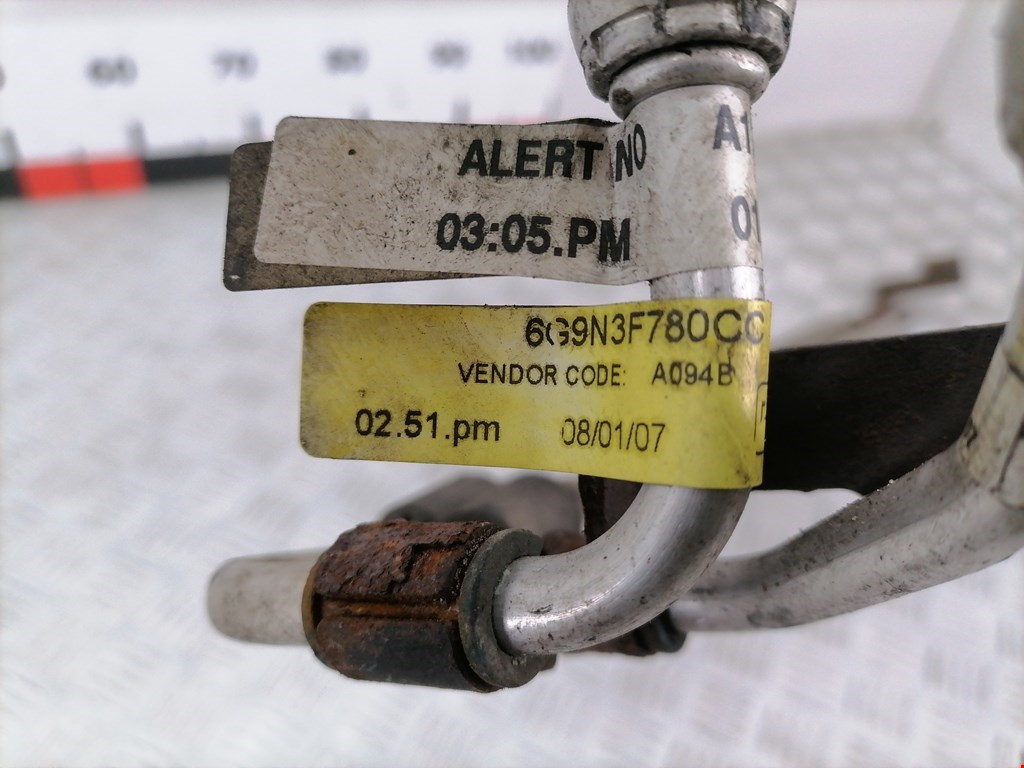 60 70 80 90 100
ALERT NO
03:05.PM
6G9N3F780CC
VENDOR CODE: A094B
02.51.pm 08/01/07